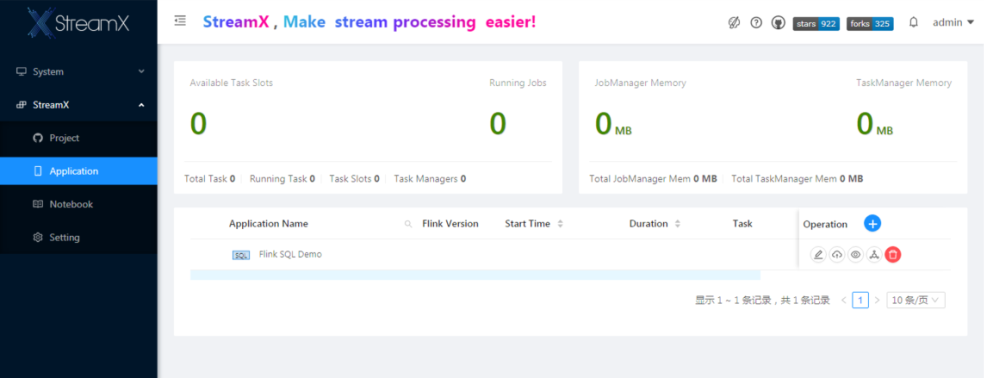 StreamX
StreamX , Make stream processing easier!
stars 922 forks 325 admin
System
StreamX
Project
Application
Notebook
Setting
Available Task Slots Running Jobs
0 0
Total Task 0 Running Task 0 Task Slots 0 Task Managers 0
JobManager Memory TaskManager Memory
0 MB 0 MB
Total JobManager Mem 0 MB Total TaskManager Mem 0 MB
Application Name Flink Version Start Time Duration Task Operation
SQL Flink SQL Demo
显示 1 ~ 1 条记录，共 1 条记录 < 1 > 10 条/页